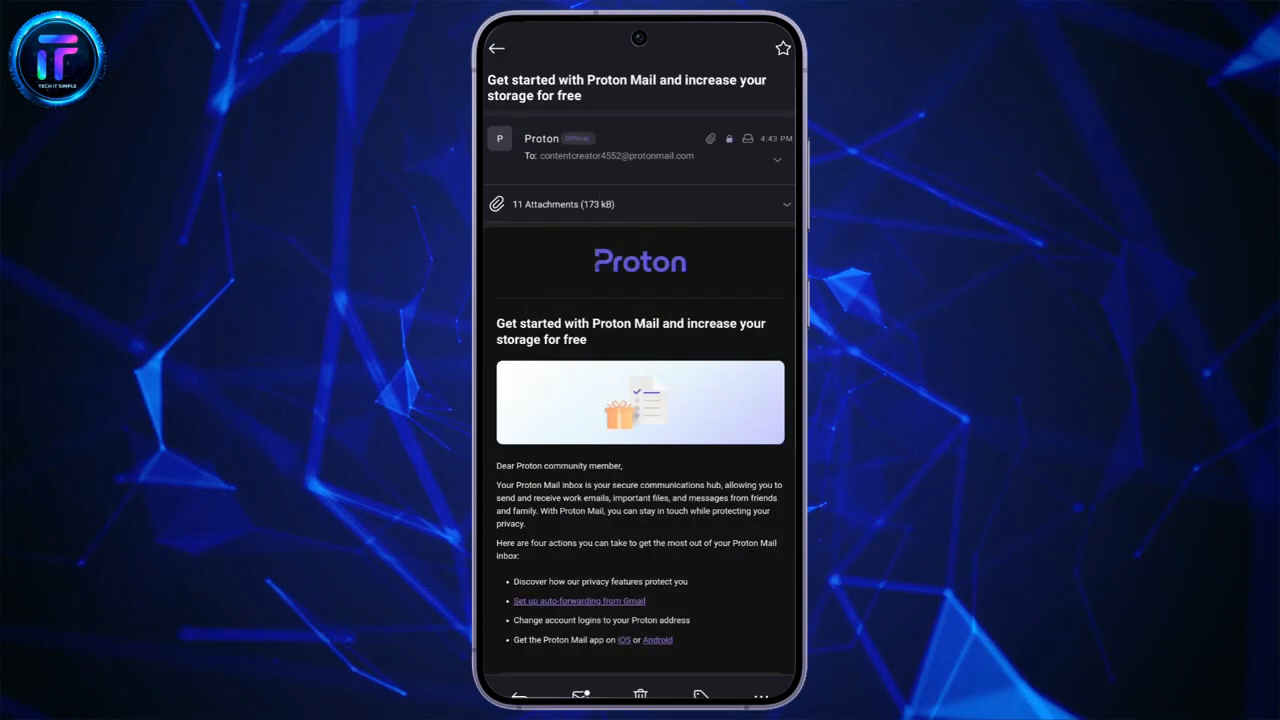 TECH IT SIMPLE
Get started with Proton Mail and increase your
storage for free
P
Proton Official
4:43 PM
To: contentcreator4552@protonmail.com
11 Attachments (173 kB)
Proton
Get started with Proton Mail and increase your
storage for free
Dear Proton community member,
Your Proton Mail inbox is your secure communications hub, allowing you to
send and receive work emails, important files, and messages from friends
and family. With Proton Mail, you can stay in touch while protecting your
privacy.
Here are four actions you can take to get the most out of your Proton Mail
inbox:
• Discover how our privacy features protect you
• Set up auto-forwarding from Gmail
• Change account logins to your Proton address
• Get the Proton Mail app on iOS or Android